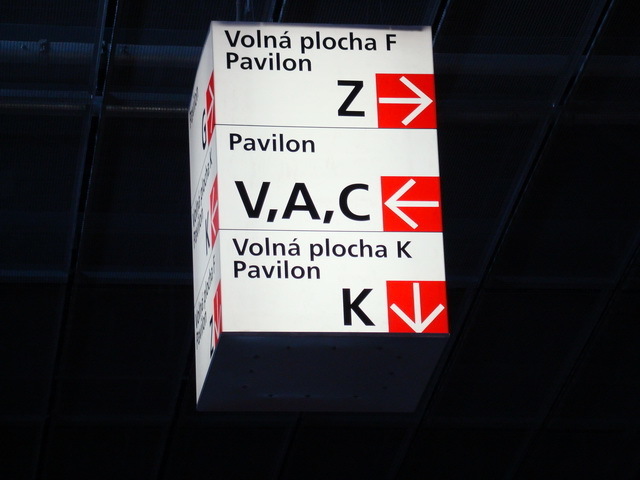 Volná plocha F
Pavilon
Z
Pavilon
V,A,C
Volná plocha K
Pavilon
K
G
K
Z